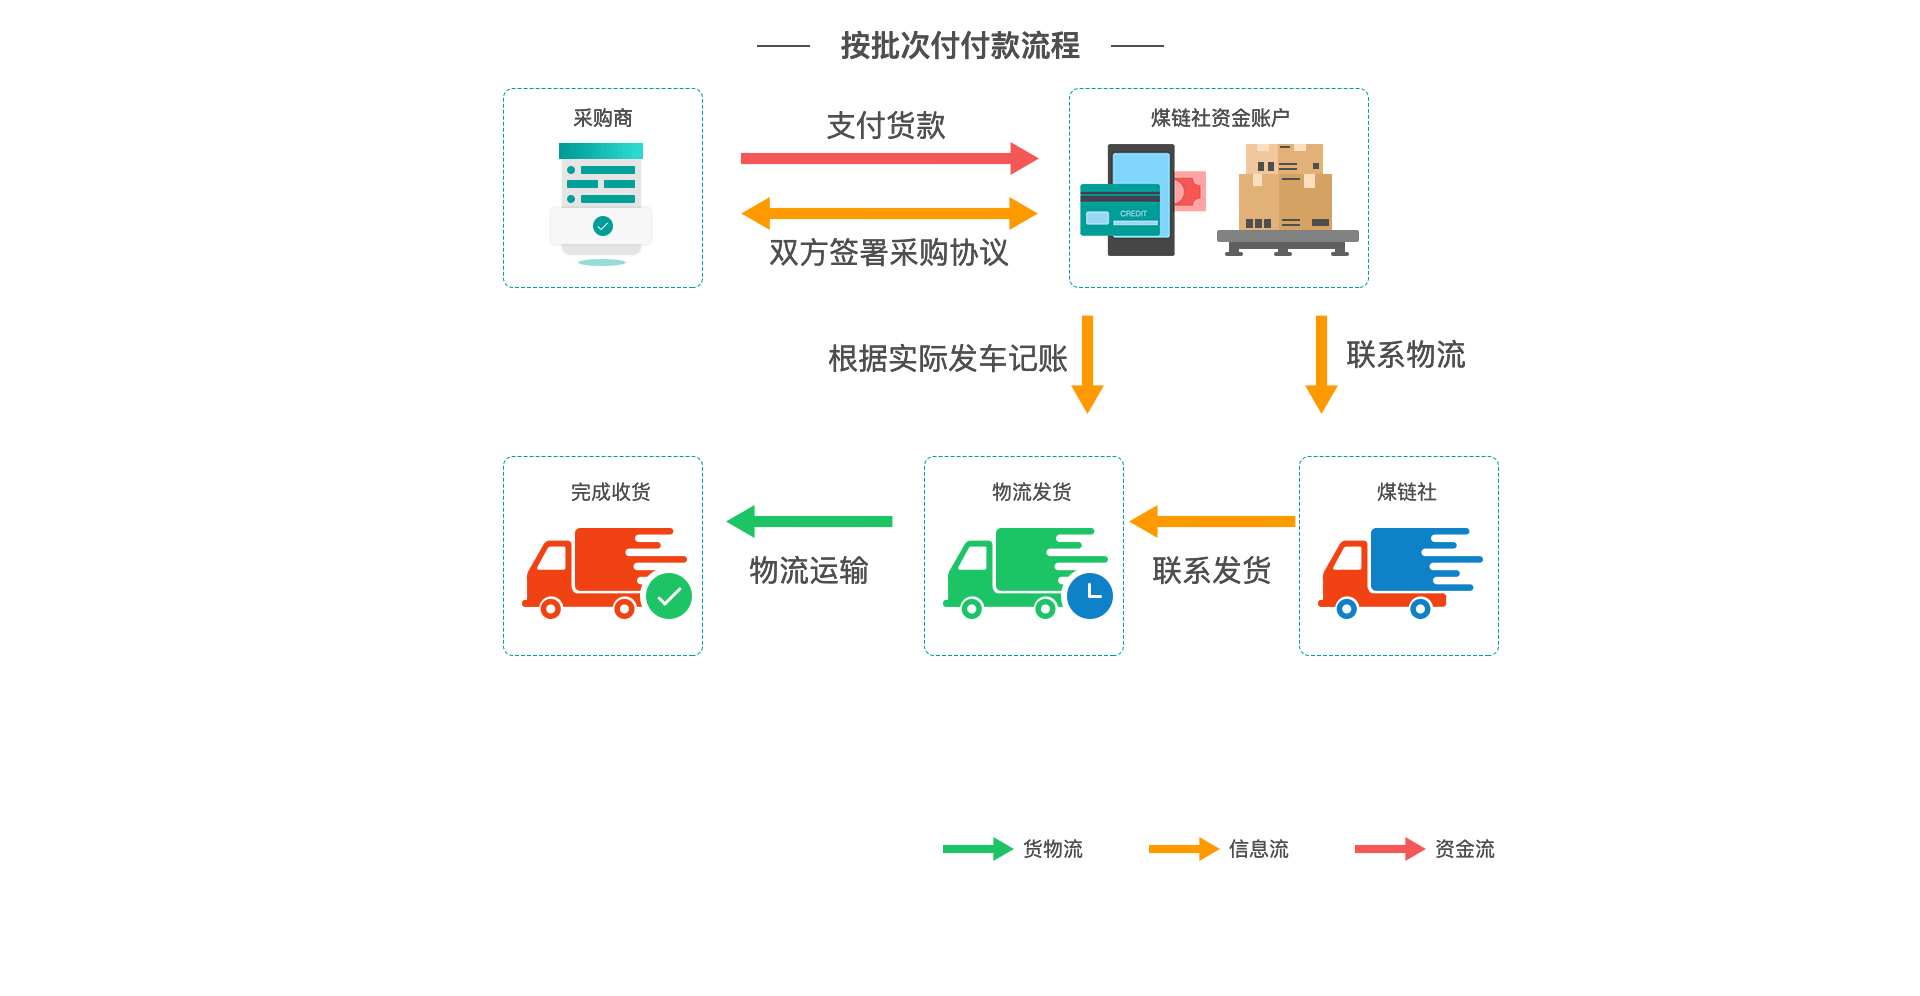 按批次付付款流程
采购商
支付货款
双方签署采购协议
煤链社资金账户
CREDIT
根据实际发车记账
联系物流
完成收货
物流运输
物流发货
联系发货
煤链社
货物流
信息流
资金流